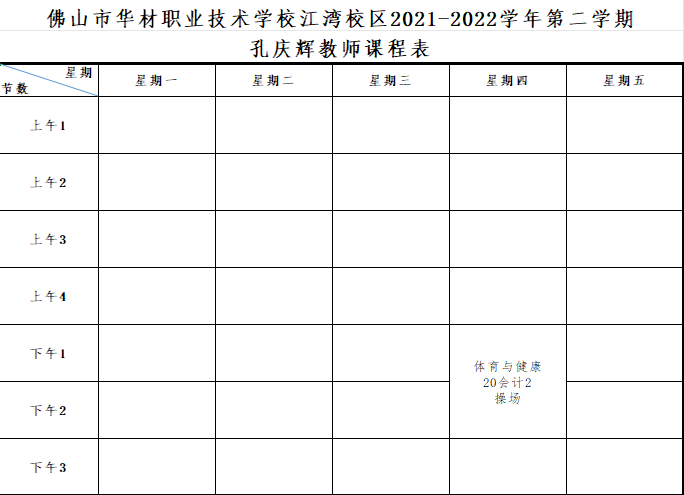 佛山市华材职业技术学校江湾校区2021-2022学年第二学期
孔庆辉教师课程表
星期
节数
星期一 星期二 星期三 星期四 星期五
上午1
上午2
上午3
上午4
下午1
体育与健康
20会计2
操场
下午2
下午3